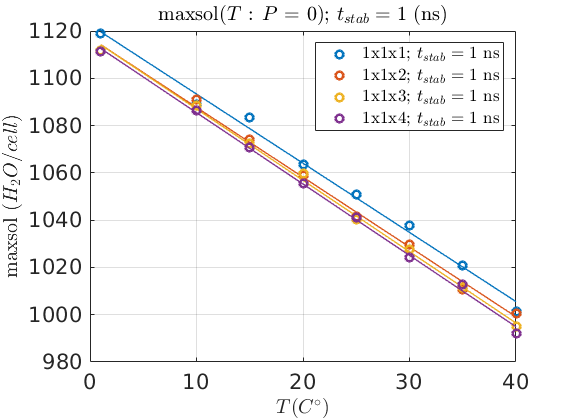 maxsol(T : P = 0); t_stab = 1 (ns)
1120
1100
1080
1060
1040
1020
1000
980
maxsol (H₂O/cell)
1x1x1; t_stab = 1 ns
1x1x2; t_stab = 1 ns
1x1x3; t_stab = 1 ns
1x1x4; t_stab = 1 ns
0 10 20 30 40
T(C°)